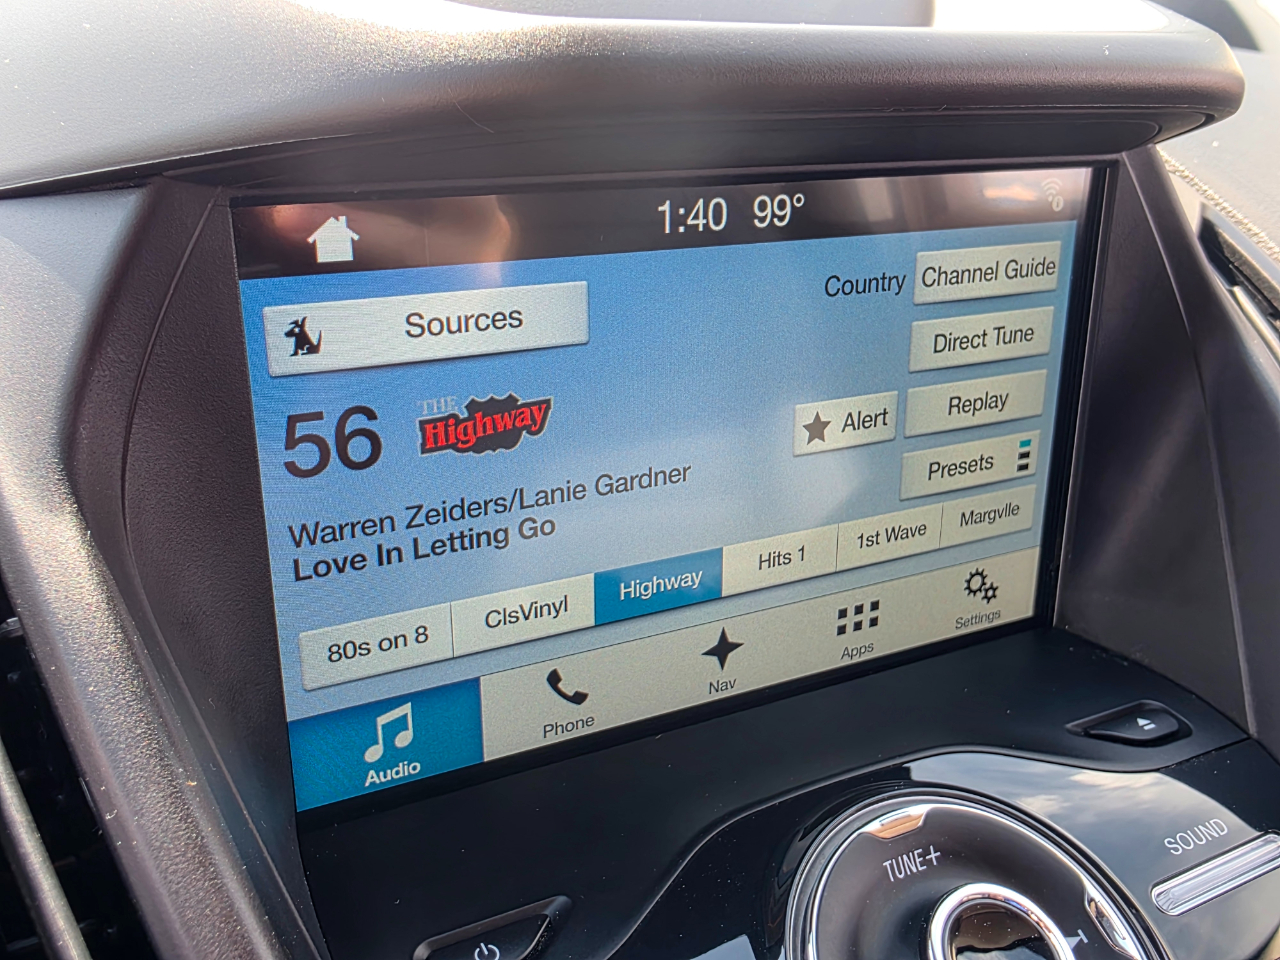 1:40 99°
Country Channel Guide
Sources
Direct Tune
56 THE Highway
Alert Replay
Presets
Warren Zeiders/Lanie Gardner
Love In Letting Go
80s on 8 ClsVinyl Highway Hits 1 1st Wave Margvlle
Audio Phone Nav Apps Settings
TUNE+
SOUND